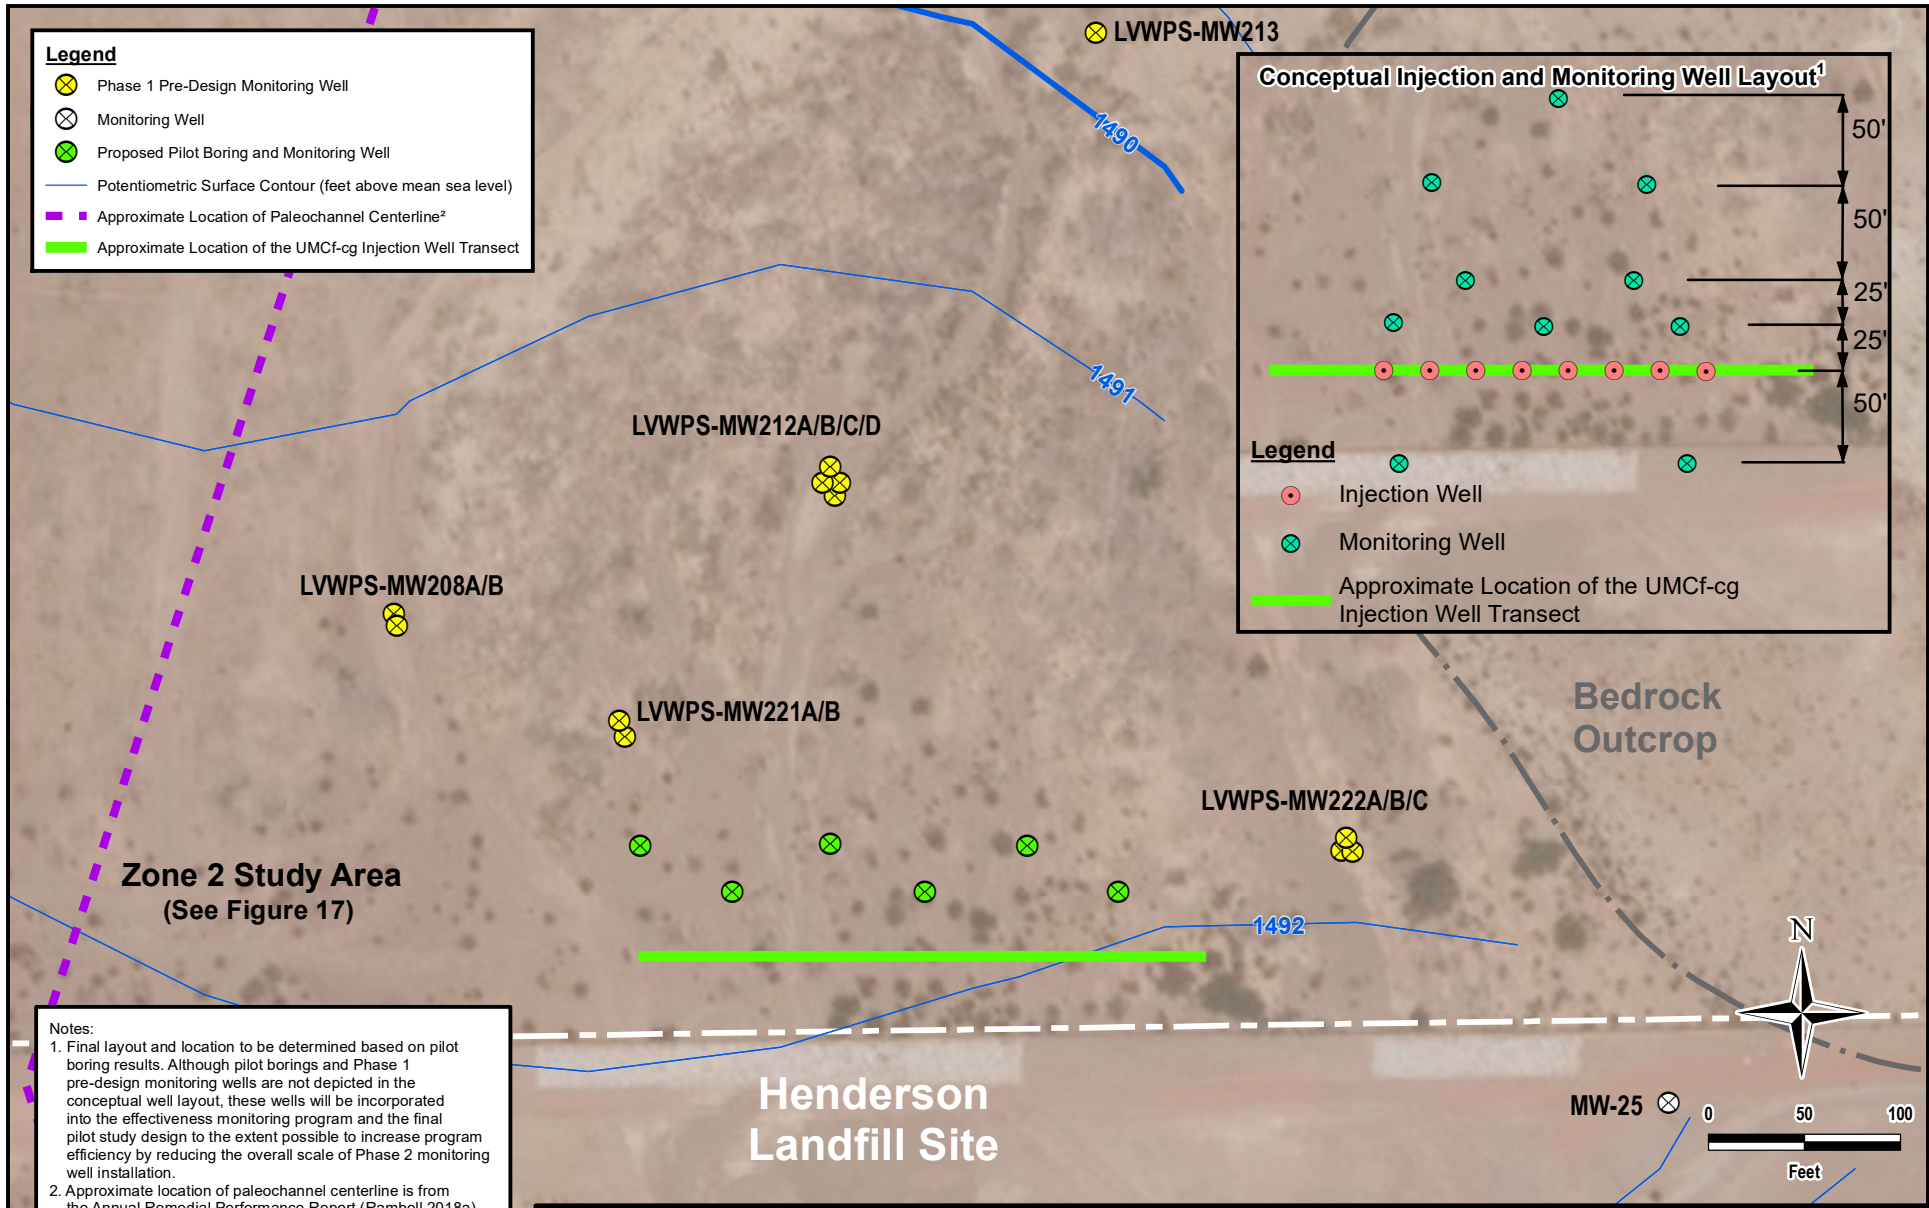 LVWPS-MW213
Legend
Phase 1 Pre-Design Monitoring Well
Monitoring Well
Proposed Pilot Boring and Monitoring Well
Potentiometric Surface Contour (feet above mean sea level)
Approximate Location of Paleochannel Centerline²
Approximate Location of the UMCf-cg Injection Well Transect
Conceptual Injection and Monitoring Well Layout¹
50'
50'
25'
25'
50'
Legend
Injection Well
Monitoring Well
Approximate Location of the UMCf-cg
Injection Well Transect
1490
1491
LVWPS-MW212A/B/C/D
LVWPS-MW208A/B
LVWPS-MW221A/B
Bedrock
Outcrop
LVWPS-MW222A/B/C
Zone 2 Study Area
(See Figure 17)
1492
N
Notes:
1. Final layout and location to be determined based on pilot
boring results. Although pilot borings and Phase 1
pre-design monitoring wells are not depicted in the
conceptual well layout, these wells will be incorporated
into the effectiveness monitoring program and the final
pilot study design to the extent possible to increase program
efficiency by reducing the overall scale of Phase 2 monitoring
well installation.
2. Approximate location of paleochannel centerline is from
the Annual Remedial Performance Report (Ramboll 2018a)
Henderson
Landfill Site
MW-25
0 50 100
Feet